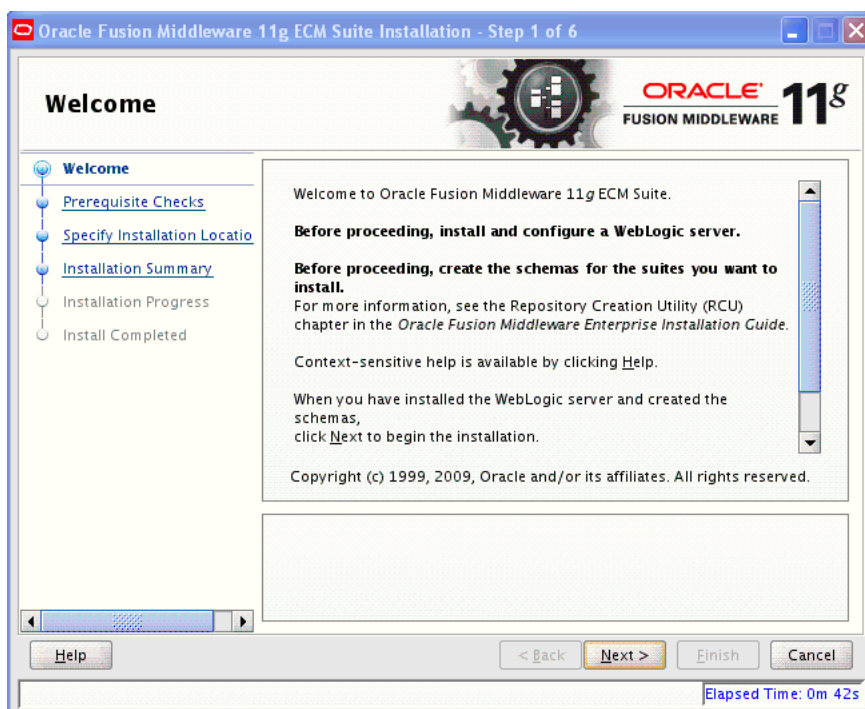 Oracle Fusion Middleware 11g ECM Suite Installation - Step 1 of 6
Welcome
ORACLE
FUSION MIDDLEWARE
11g
Welcome
Prerequisite Checks
Specify Installation Locatio
Installation Summary
Installation Progress
Install Completed
Welcome to Oracle Fusion Middleware 11g ECM Suite.
Before proceeding, install and configure a WebLogic server.
Before proceeding, create the schemas for the suites you want to
install.
For more information, see the Repository Creation Utility (RCU)
chapter in the Oracle Fusion Middleware Enterprise Installation Guide.
Context-sensitive help is available by clicking Help.
When you have installed the WebLogic server and created the
schemas,
click Next to begin the installation.
Copyright (c) 1999, 2009, Oracle and/or its affiliates. All rights reserved.
Help
< Back
Next >
Finish
Cancel
Elapsed Time: 0m 42s